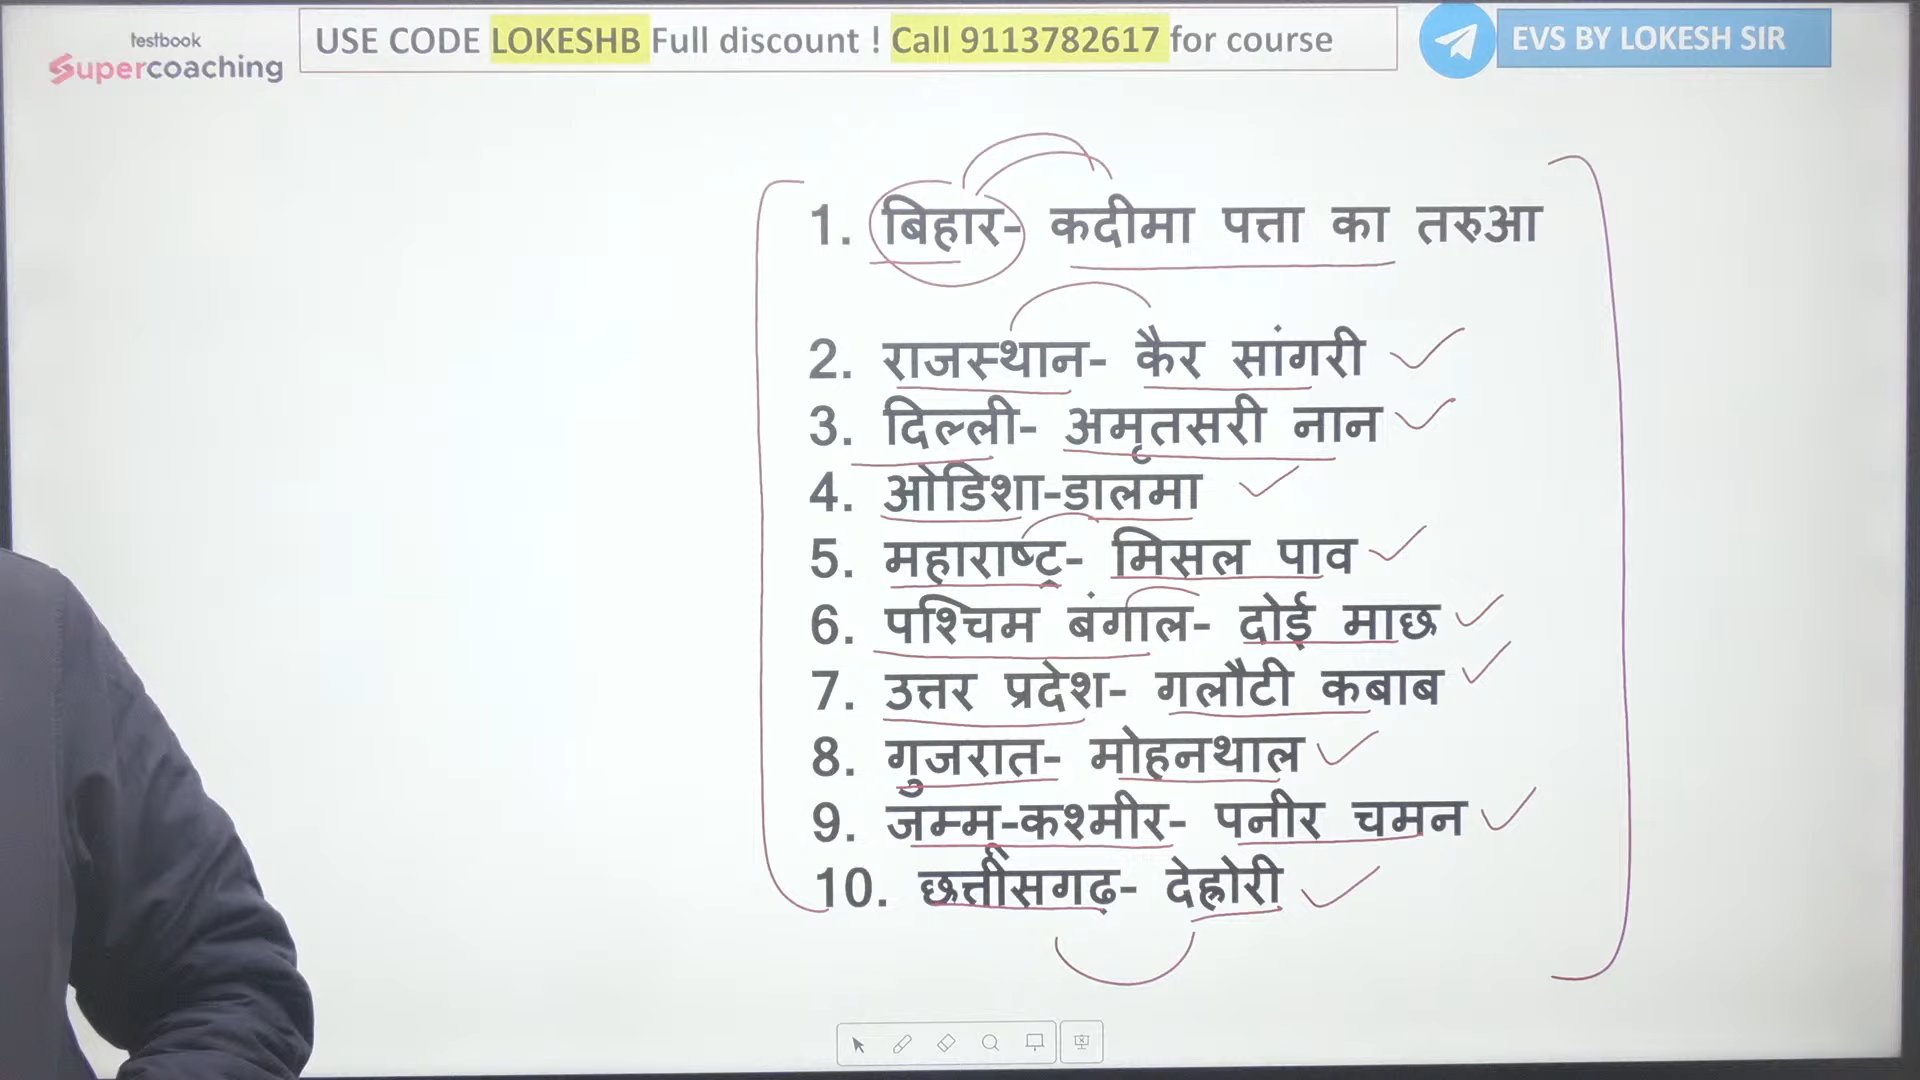 testbook
Supercoaching
USE CODE LOKESHB Full discount ! Call 9113782617 for course
EVS BY LOKESH SIR
1. बिहार- कदीमा पत्ता का तरुआ
2. राजस्थान- कैर सांगरी
3. दिल्ली- अमृतसरी नान
4. ओडिशा-डालमा
5. महाराष्ट्र- मिसल पाव
6. पश्चिम बंगाल- दोई माछ
7. उत्तर प्रदेश- गलौटी कबाब
8. गुजरात- मोहनथाल
9. जम्मू-कश्मीर- पनीर चमन
10. छत्तीसगढ़- देहरोरी